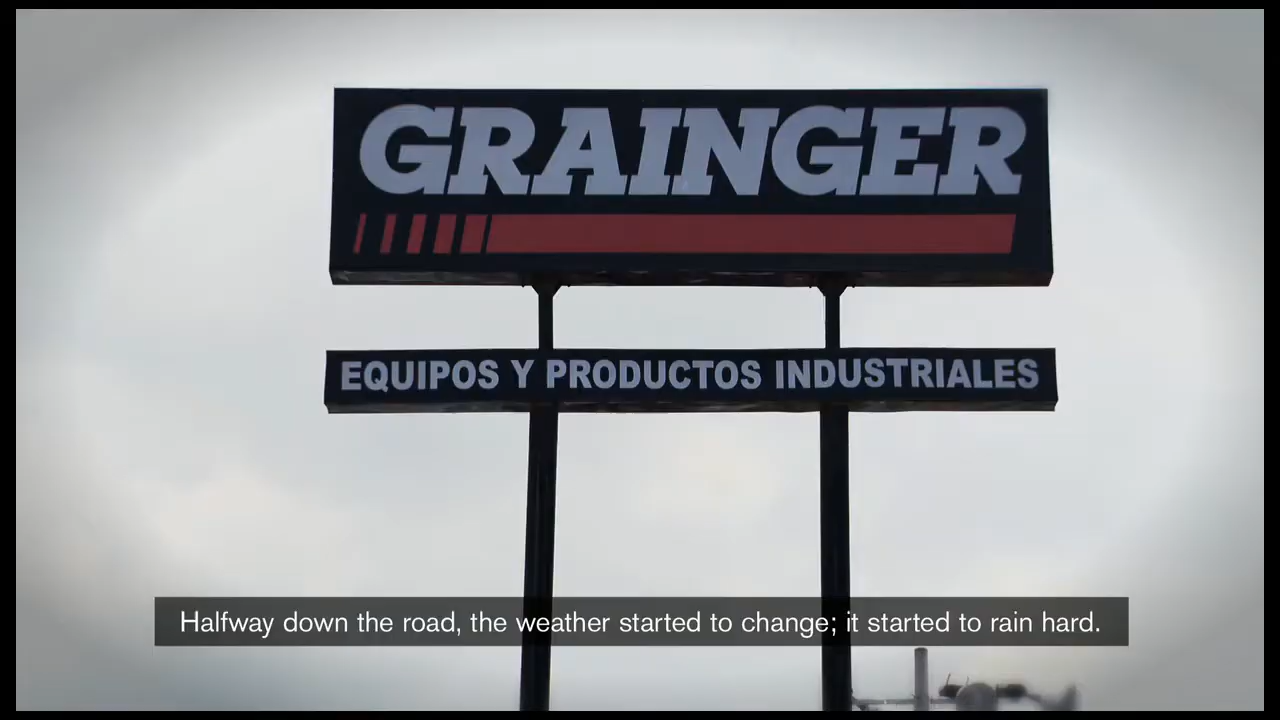 GRAINGER
EQUIPOS Y PRODUCTOS INDUSTRIALES
Halfway down the road, the weather started to change; it started to rain hard.